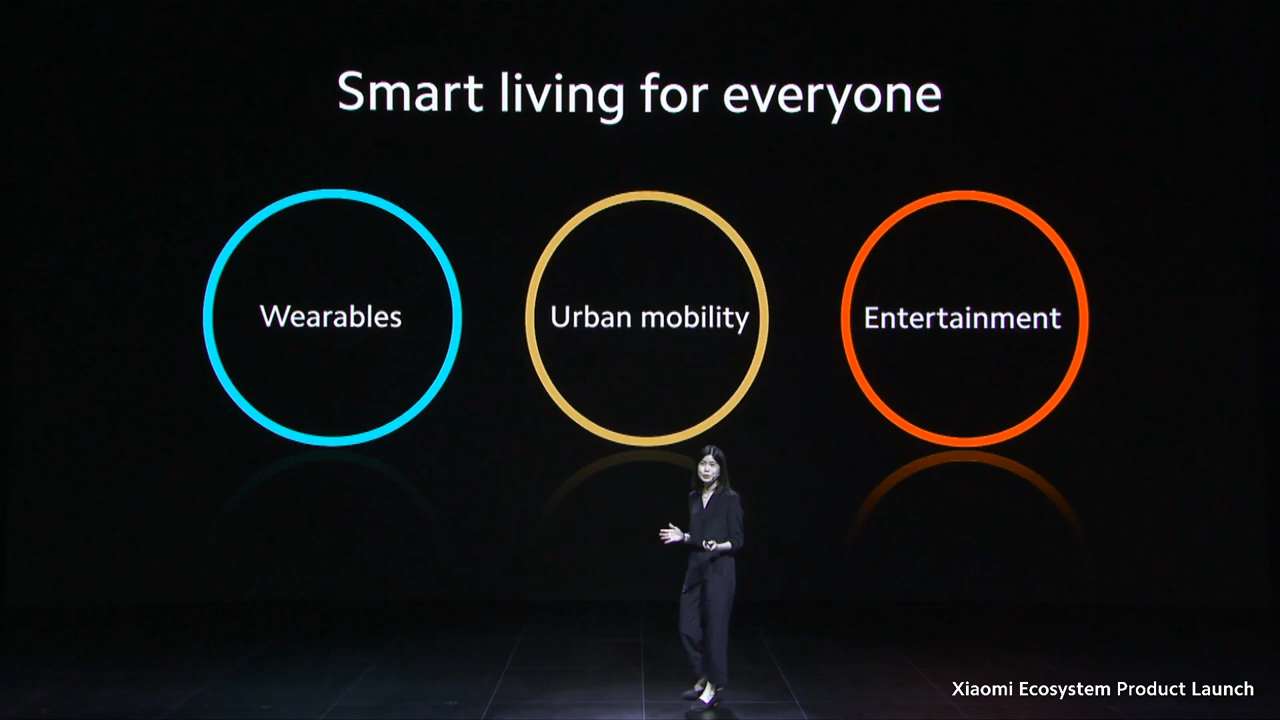 Smart living for everyone
Wearables
Urban mobility
Entertainment
Xiaomi Ecosystem Product Launch